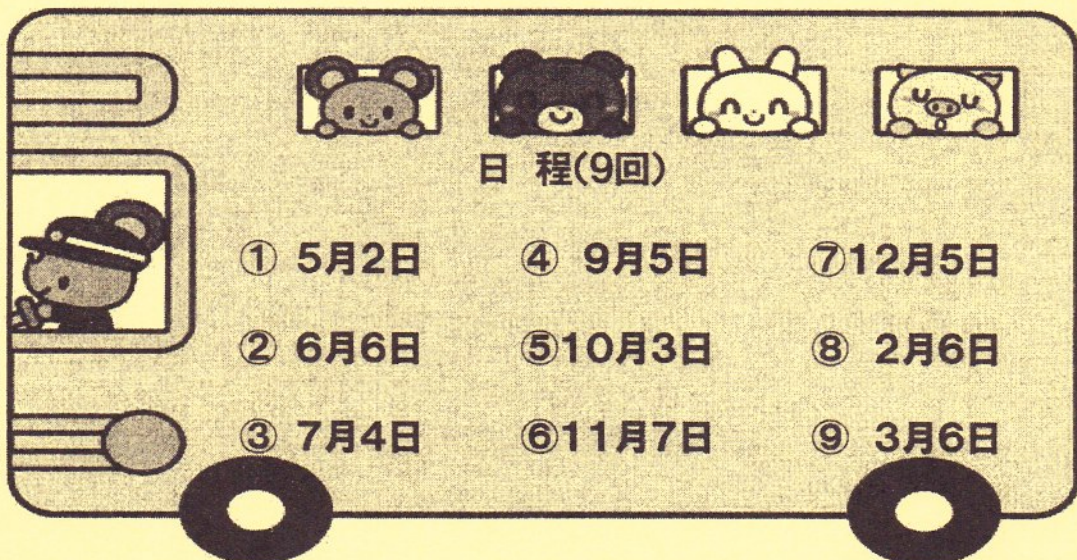 日 程(9回)
① 5月2日
② 6月6日
③ 7月4日
④ 9月5日
⑤10月3日
⑥11月7日
⑦12月5日
⑧ 2月6日
⑨ 3月6日